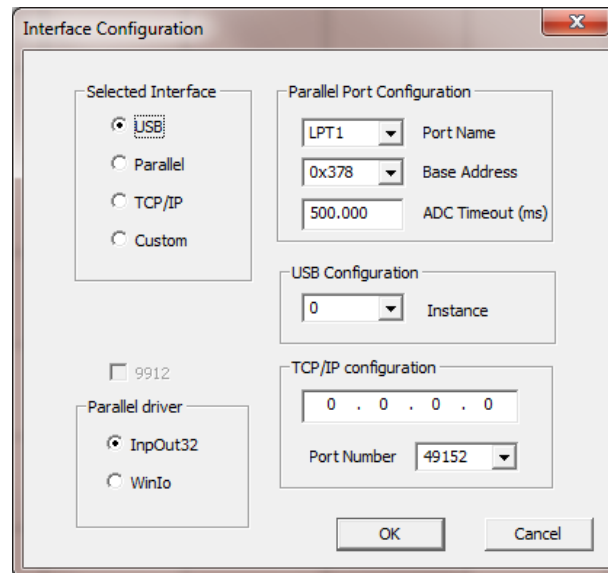 Interface Configuration
Selected Interface
USB
Parallel
TCP/IP
Custom
Parallel Port Configuration
LPT1 Port Name
0x378 Base Address
500.000 ADC Timeout (ms)
USB Configuration
0 Instance
9912
Parallel driver
InpOut32
WinIo
TCP/IP configuration
0 . 0 . 0 . 0
Port Number 49152
OK Cancel